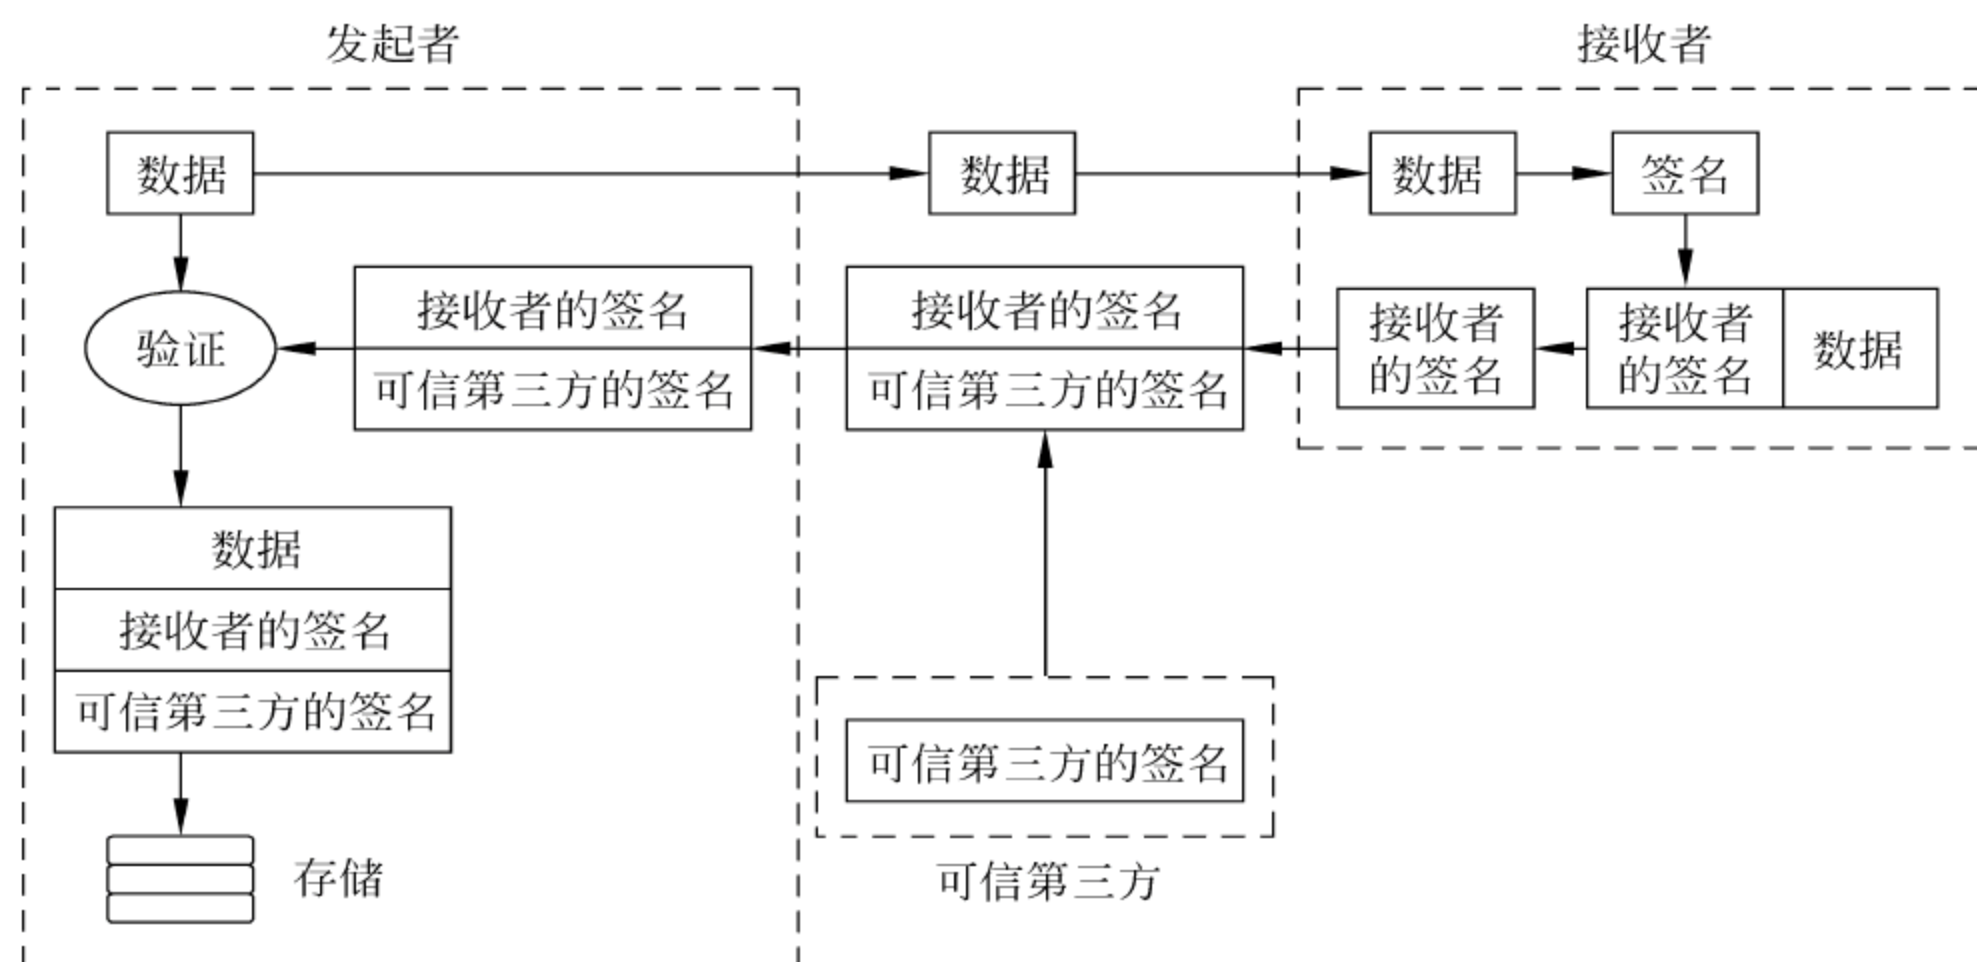 发起者
接收者
数据
数据
数据
签名
验证
接收者的签名
可信第三方的签名
接收者的签名
可信第三方的签名
接收者
的签名
接收者
的签名
数据
数据
接收者的签名
可信第三方的签名
可信第三方的签名
存储
可信第三方